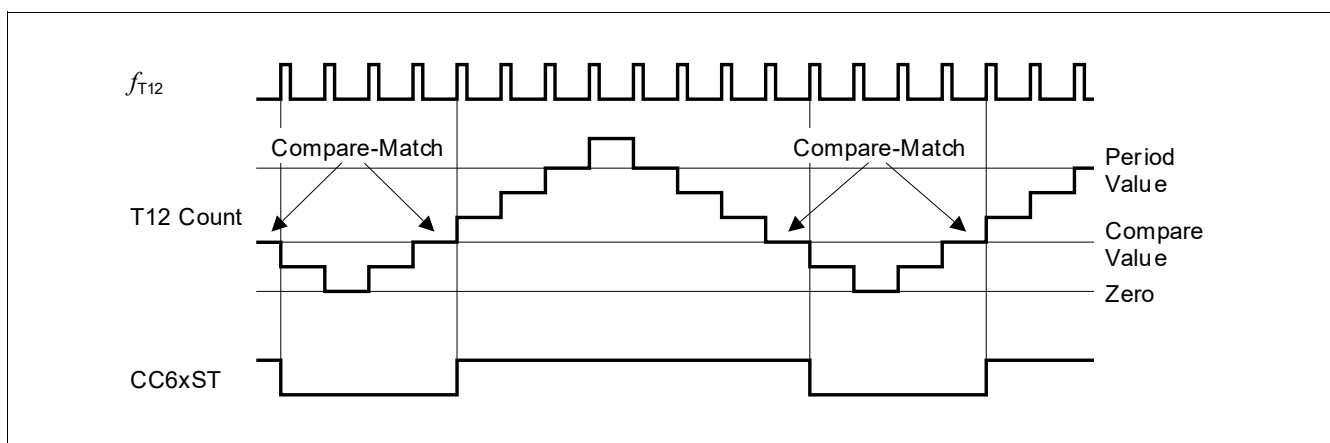 fT12
Compare-Match
Compare-Match
Period
Value
T12 Count
Compare
Value
Zero
CC6xST